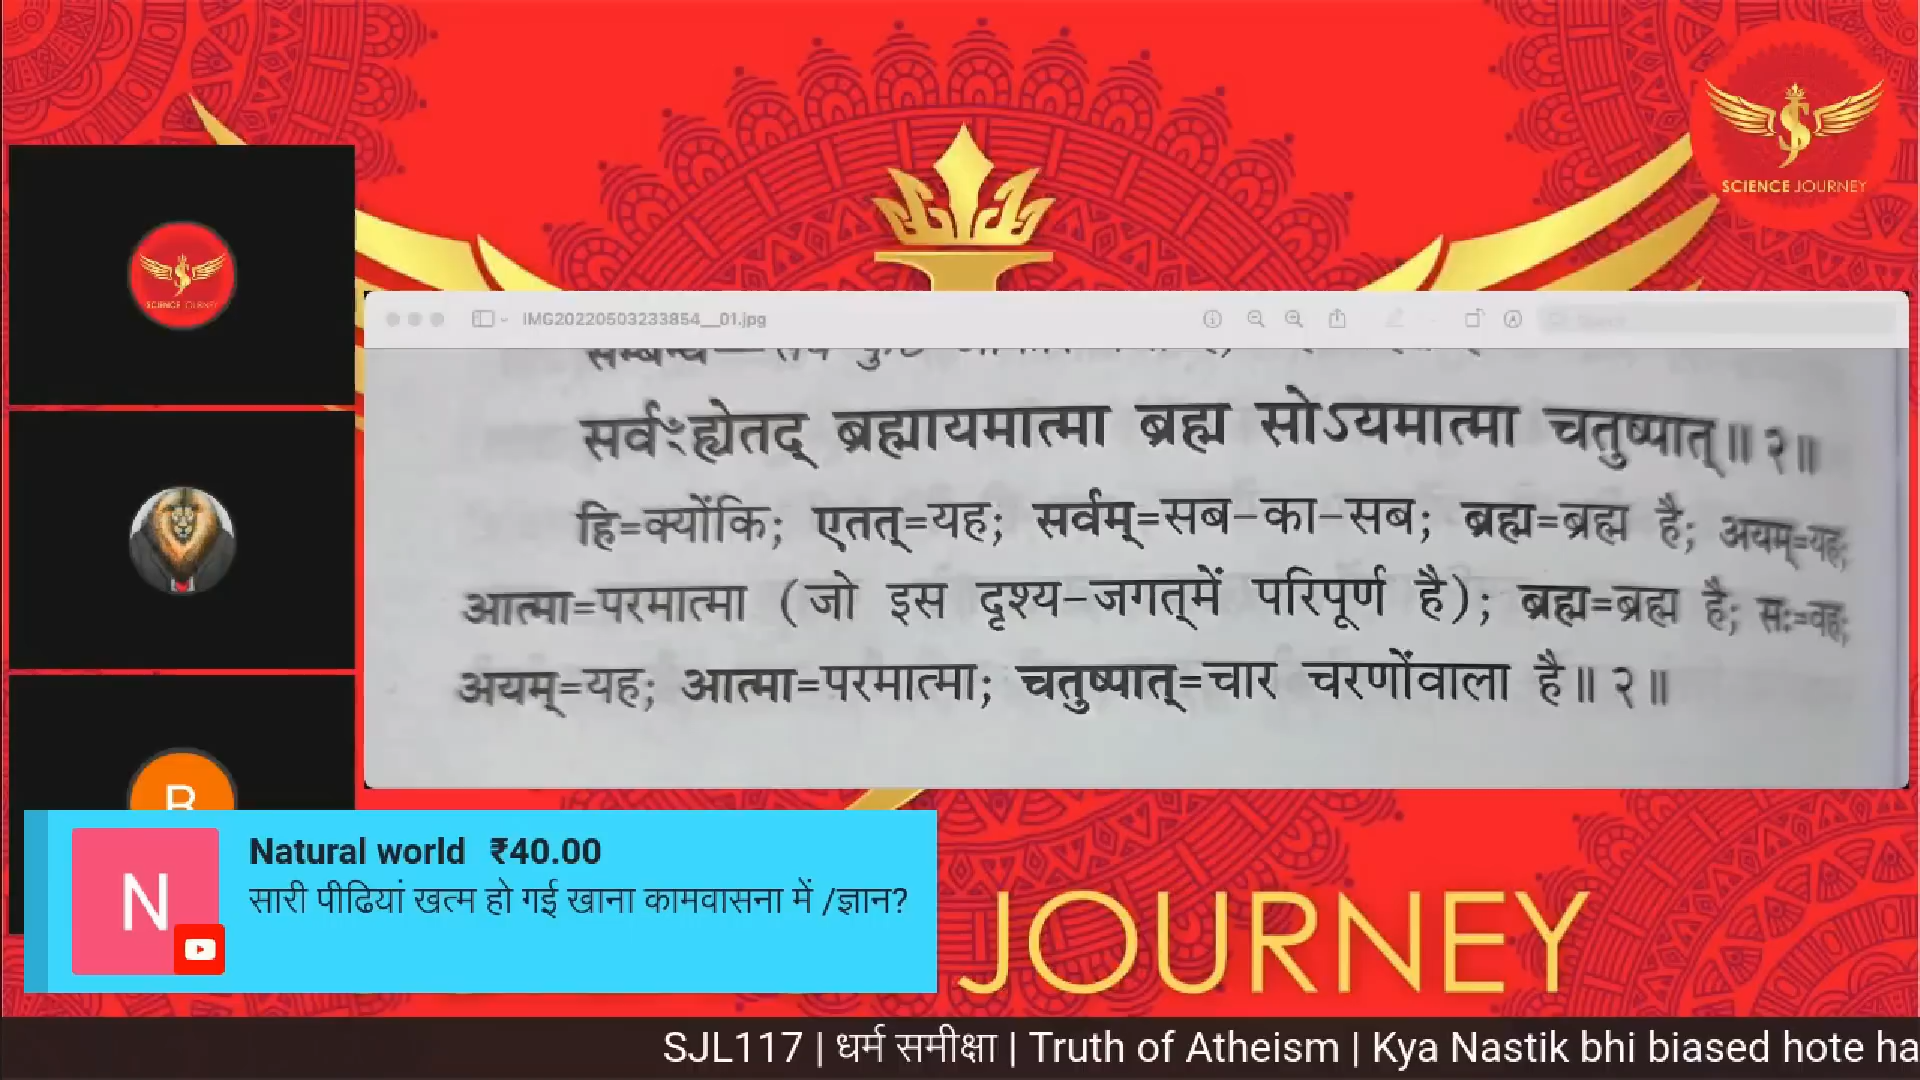 SCIENCE JOURNEY
SCIENCE JOURNEY
IMG20220503233854__01.jpg
सर्वꣳह्येतद् ब्रह्मायमात्मा ब्रह्म सोऽयमात्मा चतुष्पात्॥ २॥
हि=क्योंकि; एतत्=यह; सर्वम्=सब-का-सब; ब्रह्म=ब्रह्म है; अयम्=यह;
आत्मा=परमात्मा (जो इस दृश्य-जगत्‌में परिपूर्ण है); ब्रह्म=ब्रह्म है; सः=वह;
अयम्=यह; आत्मा=परमात्मा; चतुष्पात्=चार चरणोंवाला है॥ २॥
N
Natural world ₹40.00
सारी पीढियां खत्म हो गई खाना कामवासना में /ज्ञान?
JOURNEY
SJL117 | धर्म समीक्षा | Truth of Atheism | Kya Nastik bhi biased hote ha